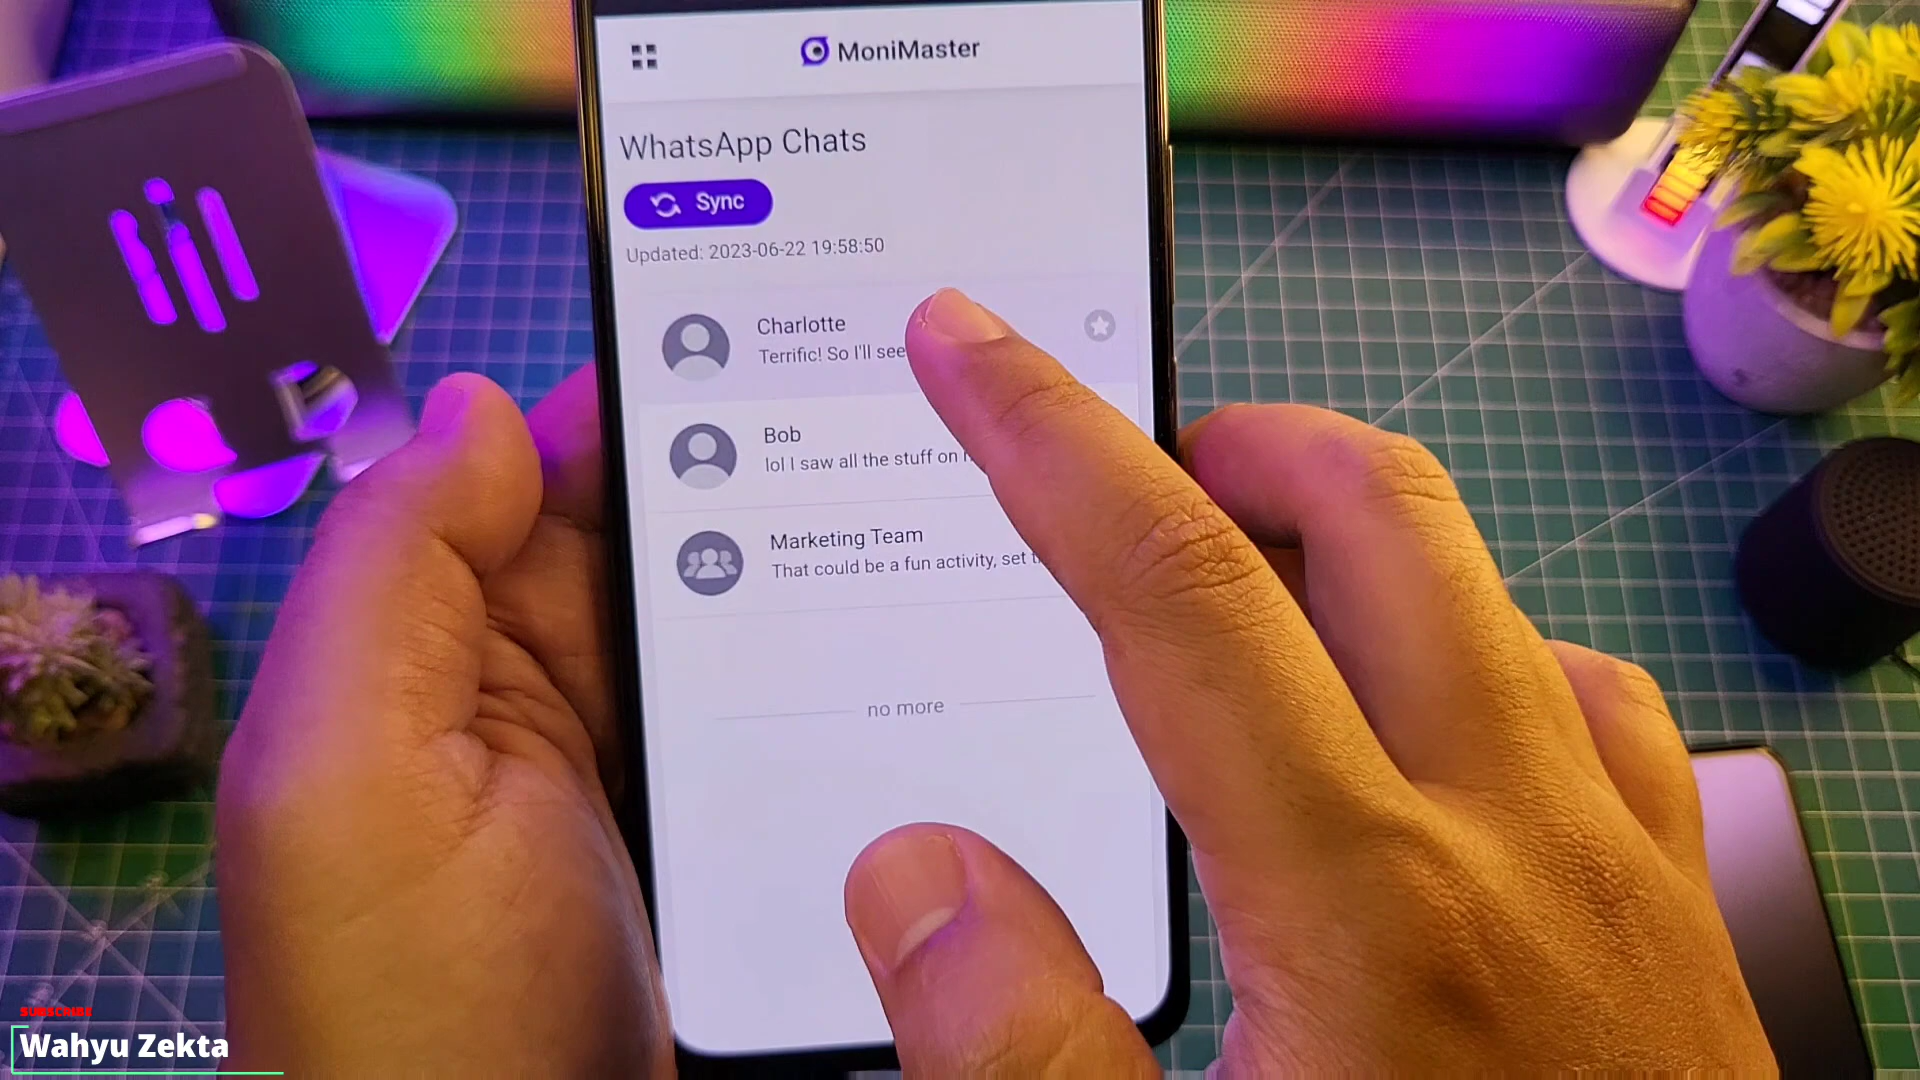 MoniMaster
WhatsApp Chats
Sync
Updated: 2023-06-22 19:58:50
Charlotte
Terrific! So I'll see
Bob
lol I saw all the stuff on
Marketing Team
That could be a fun activity, set
no more
SUBSCRIBE
Wahyu Zekta